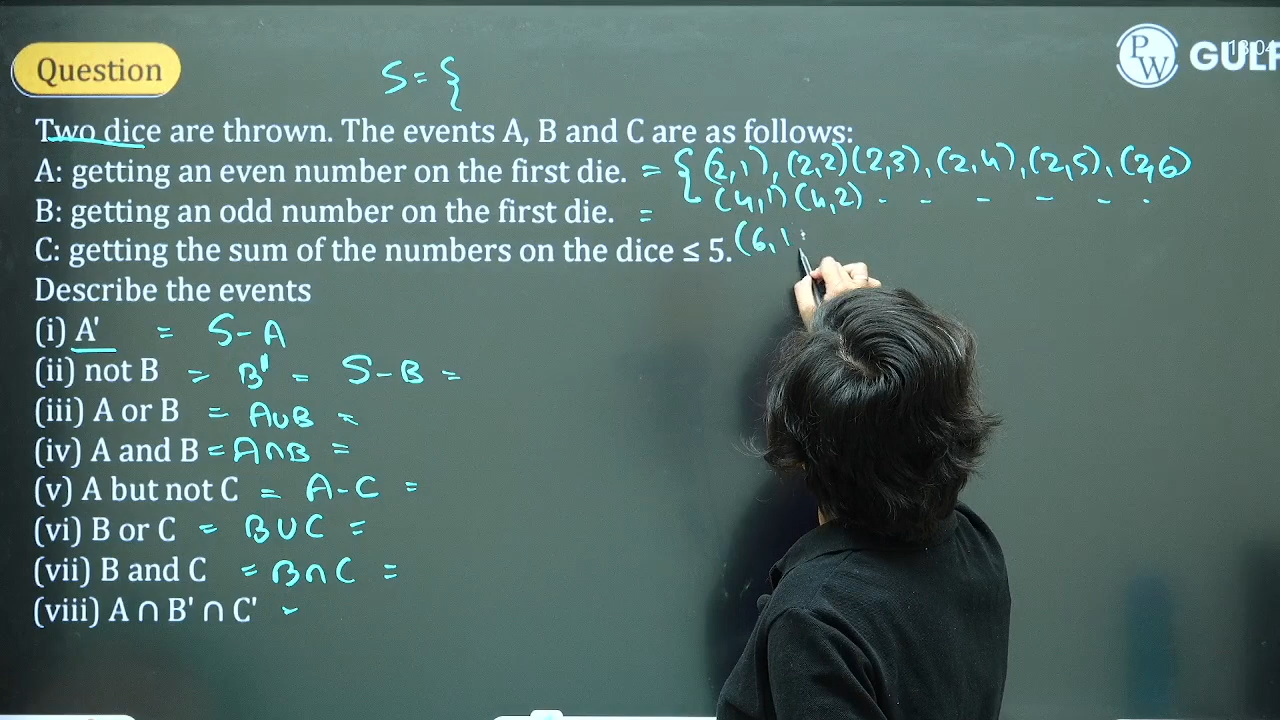 PW GULF 18:04
Question
S = {
Two dice are thrown. The events A, B and C are as follows:
A: getting an even number on the first die. = { (2,1), (2,2) (2,3), (2,4), (2,5), (2,6)
(4,1) (4,2) - - - - - -
B: getting an odd number on the first die. =
C: getting the sum of the numbers on the dice ≤ 5. (6,1
Describe the events
(i) A' = S - A
(ii) not B = B' = S - B =
(iii) A or B = A∪B =
(iv) A and B = A∩B =
(v) A but not C = A - C =
(vi) B or C = B ∪ C =
(vii) B and C = B ∩ C =
(viii) A ∩ B' ∩ C' =